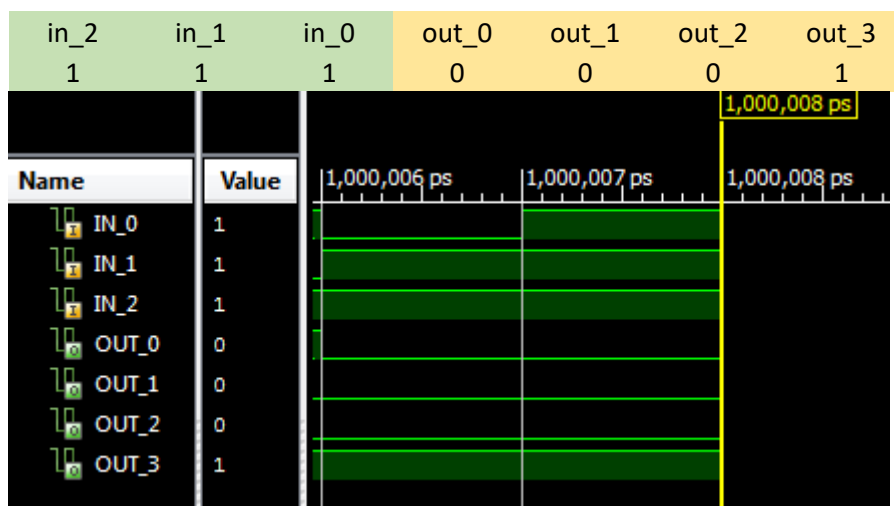 in_2 in_1 in_0 out_0 out_1 out_2 out_3
1 1 1 0 0 0 1
1,000,008 ps
Name Value 1,000,006 ps 1,000,007 ps 1,000,008 ps
IN_0 1
IN_1 1
IN_2 1
OUT_0 0
OUT_1 0
OUT_2 0
OUT_3 1